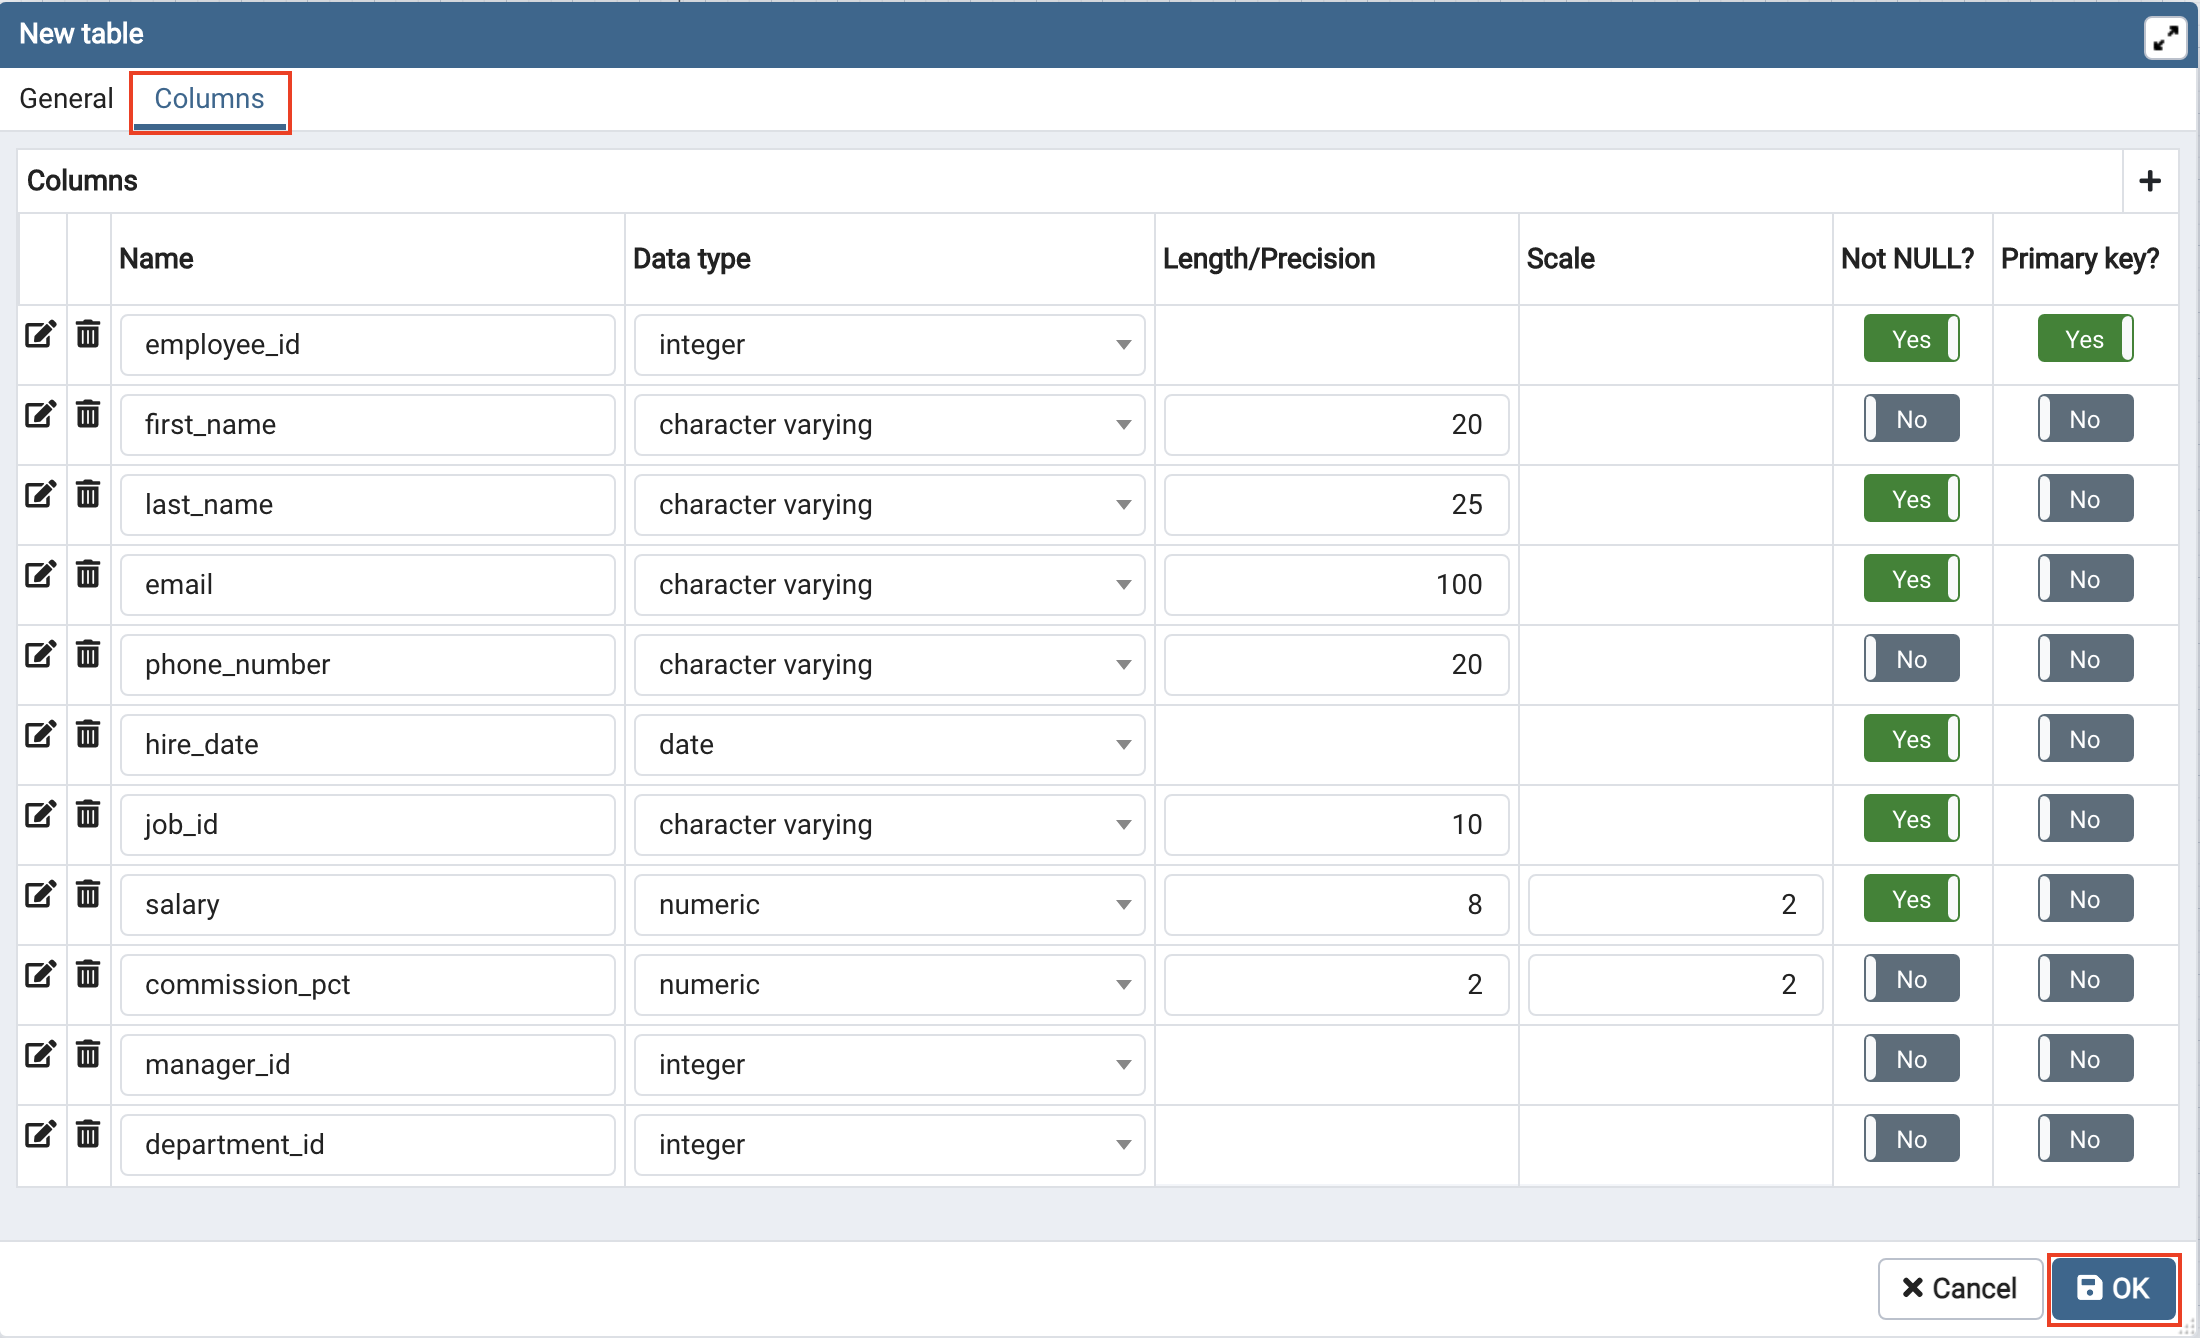 New table
General Columns
Columns
Name Data type Length/Precision Scale Not NULL? Primary key?
employee_id integer Yes Yes
first_name character varying 20 No No
last_name character varying 25 Yes No
email character varying 100 Yes No
phone_number character varying 20 No No
hire_date date Yes No
job_id character varying 10 Yes No
salary numeric 8 2 Yes No
commission_pct numeric 2 2 No No
manager_id integer No No
department_id integer No No
Cancel OK